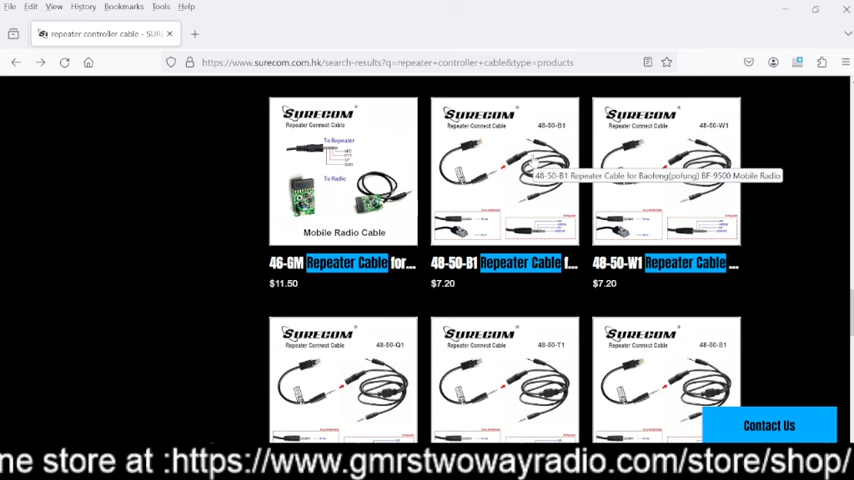 File Edit View History Bookmarks Tools Help
repeater controller cable - SURE
https://www.surecom.com.hk/search-results?q=repeater+controller+cable&type=products
SURECOM
Repeater Connect Cable
To Repeater
To Radio
Mobile Radio Cable
46-GM Repeater Cable for...
$11.50
SURECOM
Repeater Connect Cable
48-50-B1
48-50-B1 Repeater Cable f...
$7.20
SURECOM
Repeater Connect Cable
48-50-W1
48-50-W1 Repeater Cable ...
$7.20
48-50-B1 Repeater Cable for Baofeng(pofung) BF-9500 Mobile Radio
SURECOM
Repeater Connect Cable
48-50-Q1
SURECOM
Repeater Connect Cable
48-50-T1
SURECOM
Repeater Connect Cable
48-50-S1
Contact Us
ne store at :https://www.gmrstwowayradio.com/store/shop/